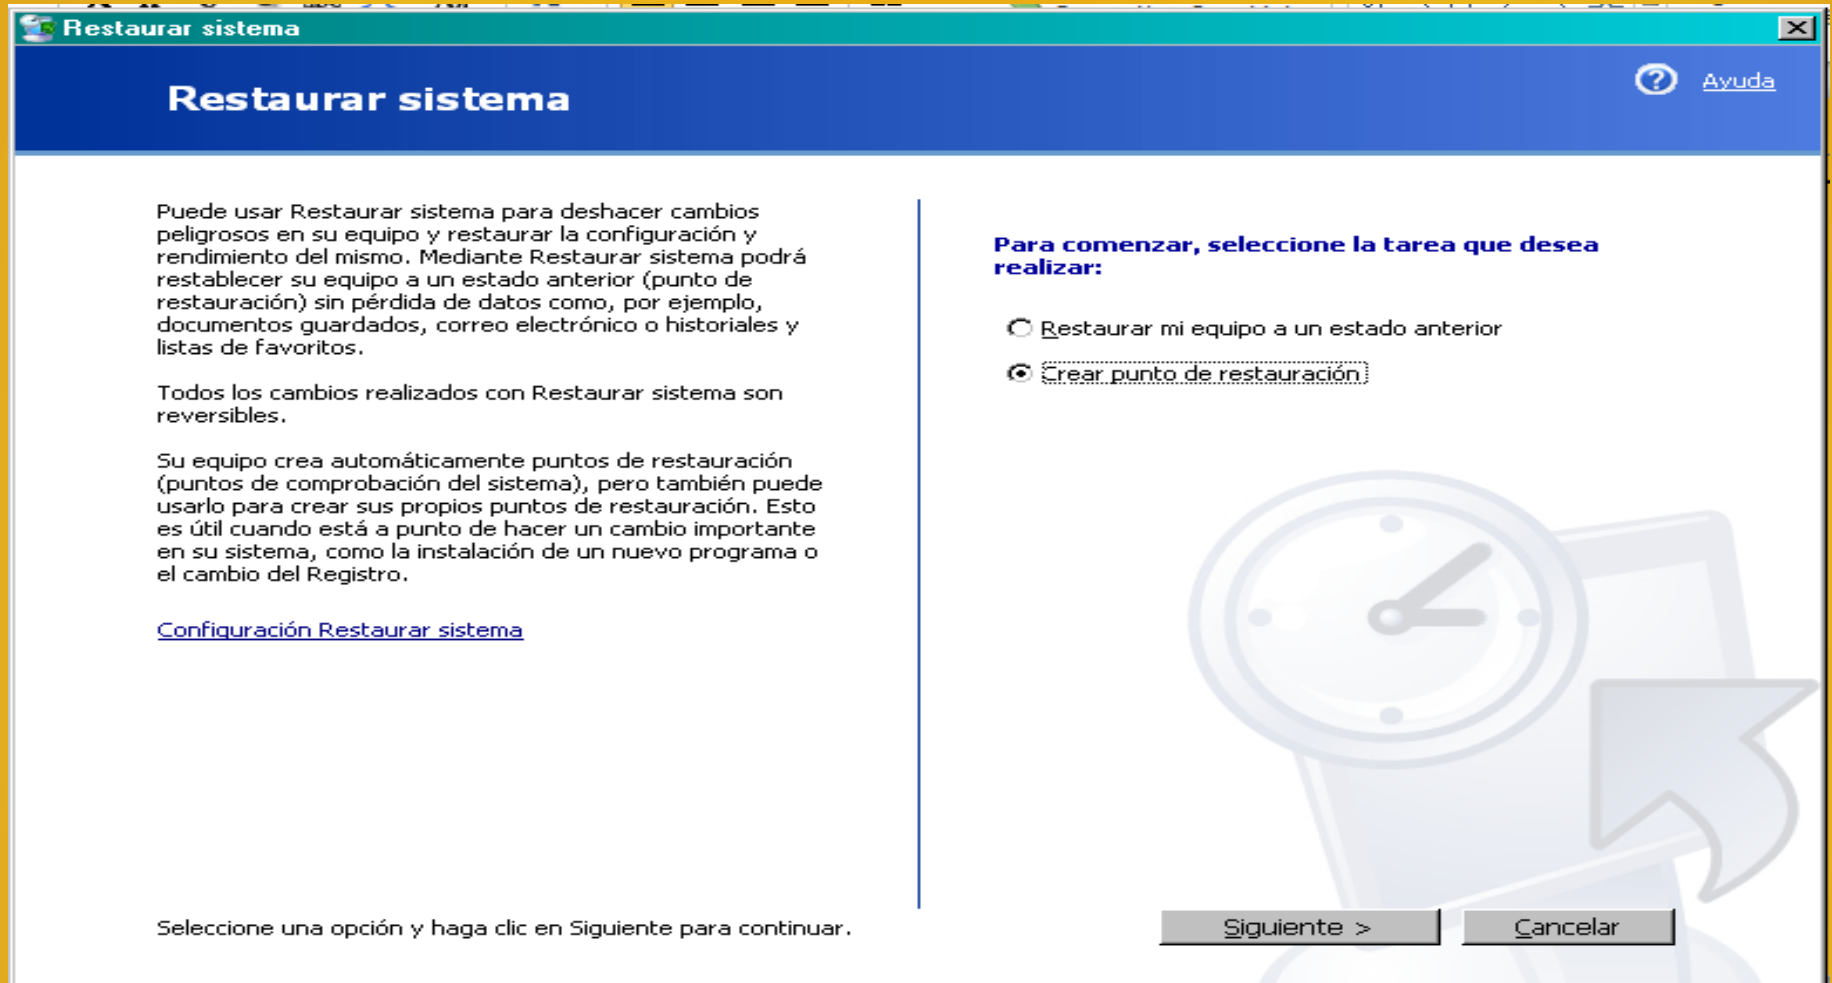 Restaurar sistema
Restaurar sistema
Ayuda
Puede usar Restaurar sistema para deshacer cambios
peligrosos en su equipo y restaurar la configuración y
rendimiento del mismo. Mediante Restaurar sistema podrá
restablecer su equipo a un estado anterior (punto de
restauración) sin pérdida de datos como, por ejemplo,
documentos guardados, correo electrónico o historiales y
listas de favoritos.
Todos los cambios realizados con Restaurar sistema son
reversibles.
Su equipo crea automáticamente puntos de restauración
(puntos de comprobación del sistema), pero también puede
usarlo para crear sus propios puntos de restauración. Esto
es útil cuando está a punto de hacer un cambio importante
en su sistema, como la instalación de un nuevo programa o
el cambio del Registro.
Configuración Restaurar sistema
Para comenzar, seleccione la tarea que desea
realizar:
Restaurar mi equipo a un estado anterior
Crear punto de restauración
Seleccione una opción y haga clic en Siguiente para continuar.
Siguiente >
Cancelar